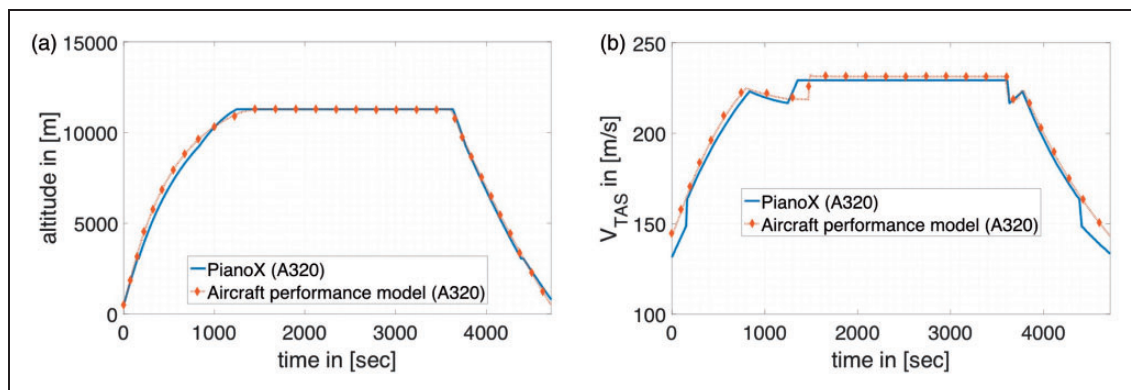 (a)
15000
10000
5000
0
altitude in [m]
PianoX (A320)
Aircraft performance model (A320)
0 1000 2000 3000 4000
time in [sec]
(b)
250
200
150
100
V_TAS in [m/s]
PianoX (A320)
Aircraft performance model (A320)
0 1000 2000 3000 4000
time in [sec]